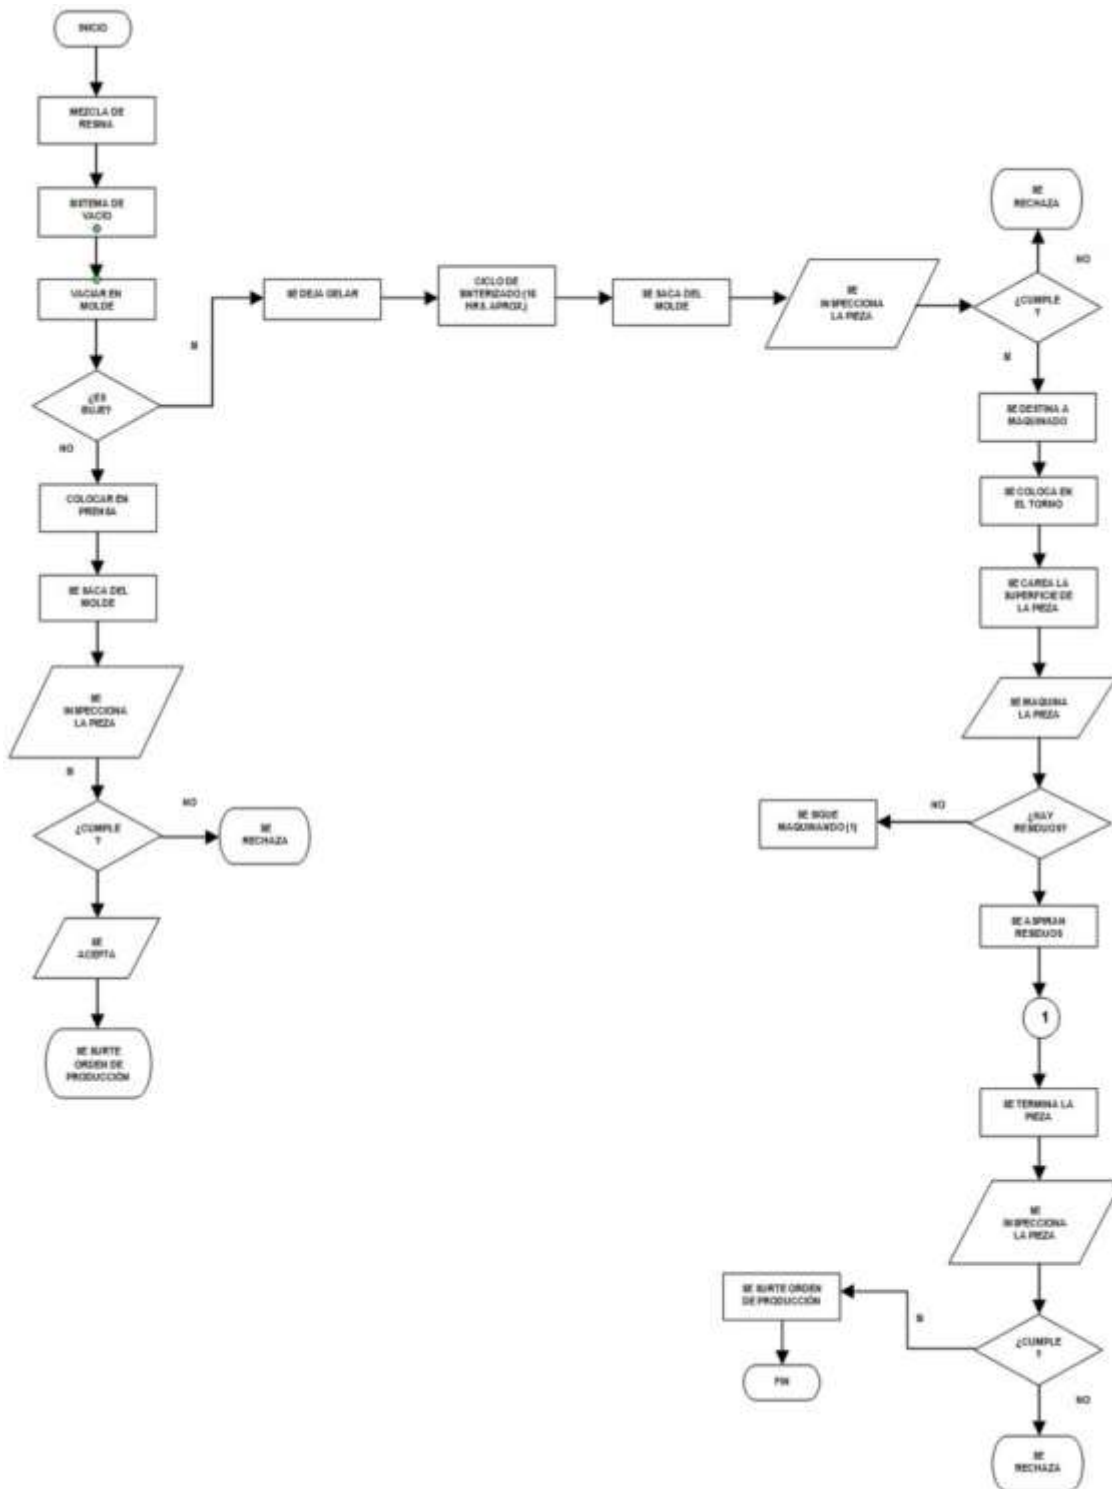 INICIO
MEZCLA DE
RESINA
SISTEMA DE
VACÍO
VACIAR EN
MOLDE
¿ES
BUJE?
SI
NO
COLOCAR EN
PRENSA
SE SACA DEL
MOLDE
SE
INSPECCIONA
LA PIEZA
SI
¿CUMPLE
?
NO
SE
RECHAZA
SE
ACEPTA
SE SURTE
ORDEN DE
PRODUCCIÓN
SE DEJA GELAR
CICLO DE
SINTERIZADO (16
HRS. APROX.)
SE SACA DEL
MOLDE
SE
INSPECCIONA
LA PIEZA
SE
RECHAZA
NO
¿CUMPLE
?
SI
SE DESTINA A
MAQUINADO
SE COLOCA EN
EL TORNO
SE CAREA LA
SUPERFICIE DE
LA PIEZA
SE MAQUINA
LA PIEZA
¿HAY
RESIDUOS?
NO
SE SIGUE
MAQUINANDO (1)
SE ASPIRAN
RESIDUOS
1
SE TERMINA LA
PIEZA
SE
INSPECCIONA
LA PIEZA
¿CUMPLE
?
SI
SE SURTE ORDEN
DE PRODUCCIÓN
FIN
NO
SE
RECHAZA